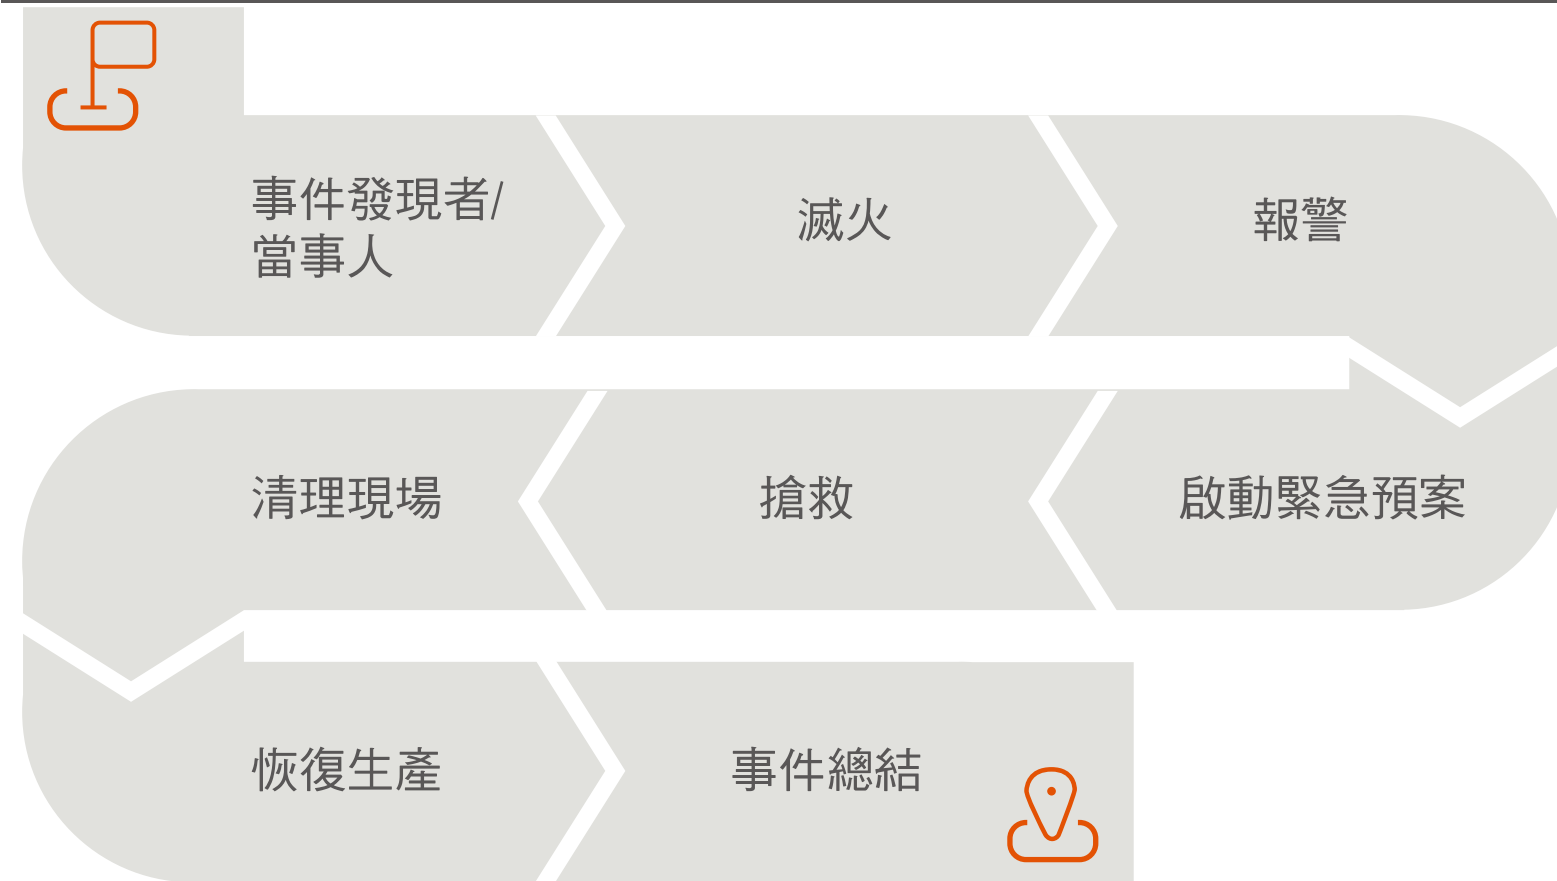 事件發現者/
當事人
滅火
報警
啟動緊急預案
搶救
清理現場
恢復生產
事件總結